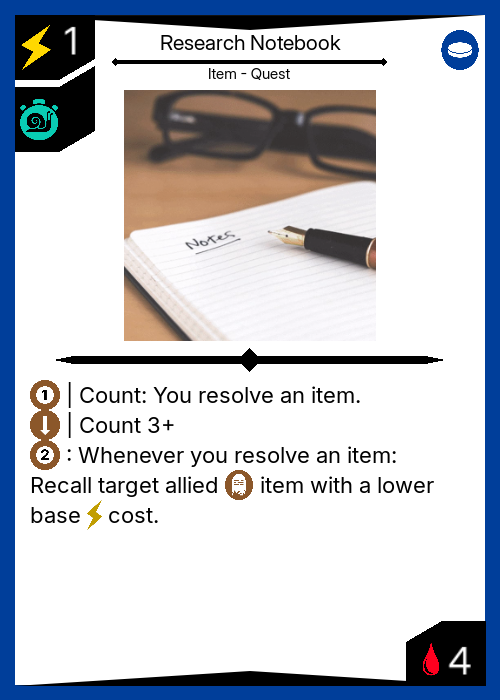 1
Research Notebook
Item - Quest
Notes
1 | Count: You resolve an item.
| Count 3+
2 : Whenever you resolve an item:
Recall target allied item with a lower
base cost.
4